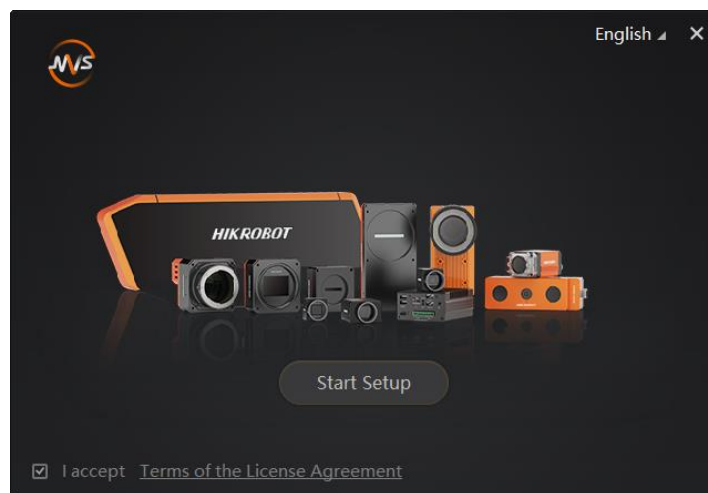 English
MVS
HIKROBOT
Start Setup
I accept Terms of the License Agreement